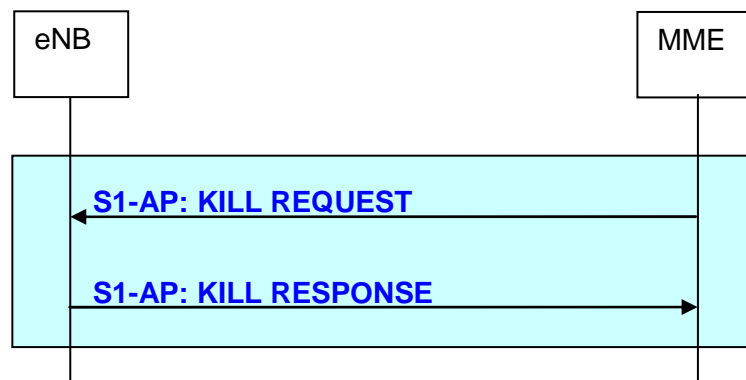 eNB
MME
S1-AP: KILL REQUEST
S1-AP: KILL RESPONSE